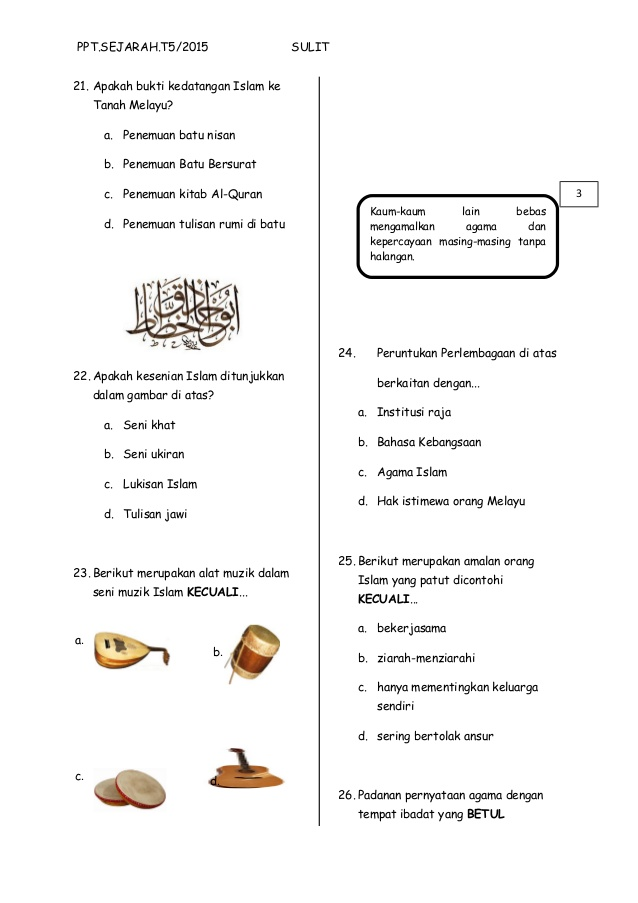 PPT.SEJARAH.T5/2015 SULIT
21. Apakah bukti kedatangan Islam ke
Tanah Melayu?
a. Penemuan batu nisan
b. Penemuan Batu Bersurat
c. Penemuan kitab Al-Quran
d. Penemuan tulisan rumi di batu
22. Apakah kesenian Islam ditunjukkan
dalam gambar di atas?
a. Seni khat
b. Seni ukiran
c. Lukisan Islam
d. Tulisan jawi
23. Berikut merupakan alat muzik dalam
seni muzik Islam KECUALI...
a.
b.
c.
d.
3
Kaum-kaum lain bebas
mengamalkan agama dan
kepercayaan masing-masing tanpa
halangan.
24. Peruntukan Perlembagaan di atas
berkaitan dengan...
a. Institusi raja
b. Bahasa Kebangsaan
c. Agama Islam
d. Hak istimewa orang Melayu
25. Berikut merupakan amalan orang
Islam yang patut dicontohi
KECUALI...
a. bekerjasama
b. ziarah-menziarahi
c. hanya mementingkan keluarga
sendiri
d. sering bertolak ansur
26. Padanan pernyataan agama dengan
tempat ibadat yang BETUL